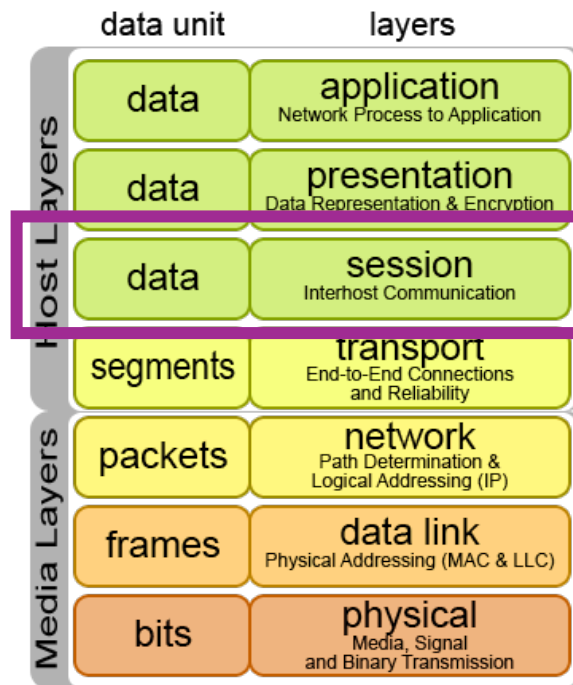 data unit layers
Host Layers
data application
Network Process to Application
data presentation
Data Representation & Encryption
data session
Interhost Communication
segments transport
End-to-End Connections
and Reliability
Media Layers
packets network
Path Determination &
Logical Addressing (IP)
frames data link
Physical Addressing (MAC & LLC)
bits physical
Media, Signal
and Binary Transmission